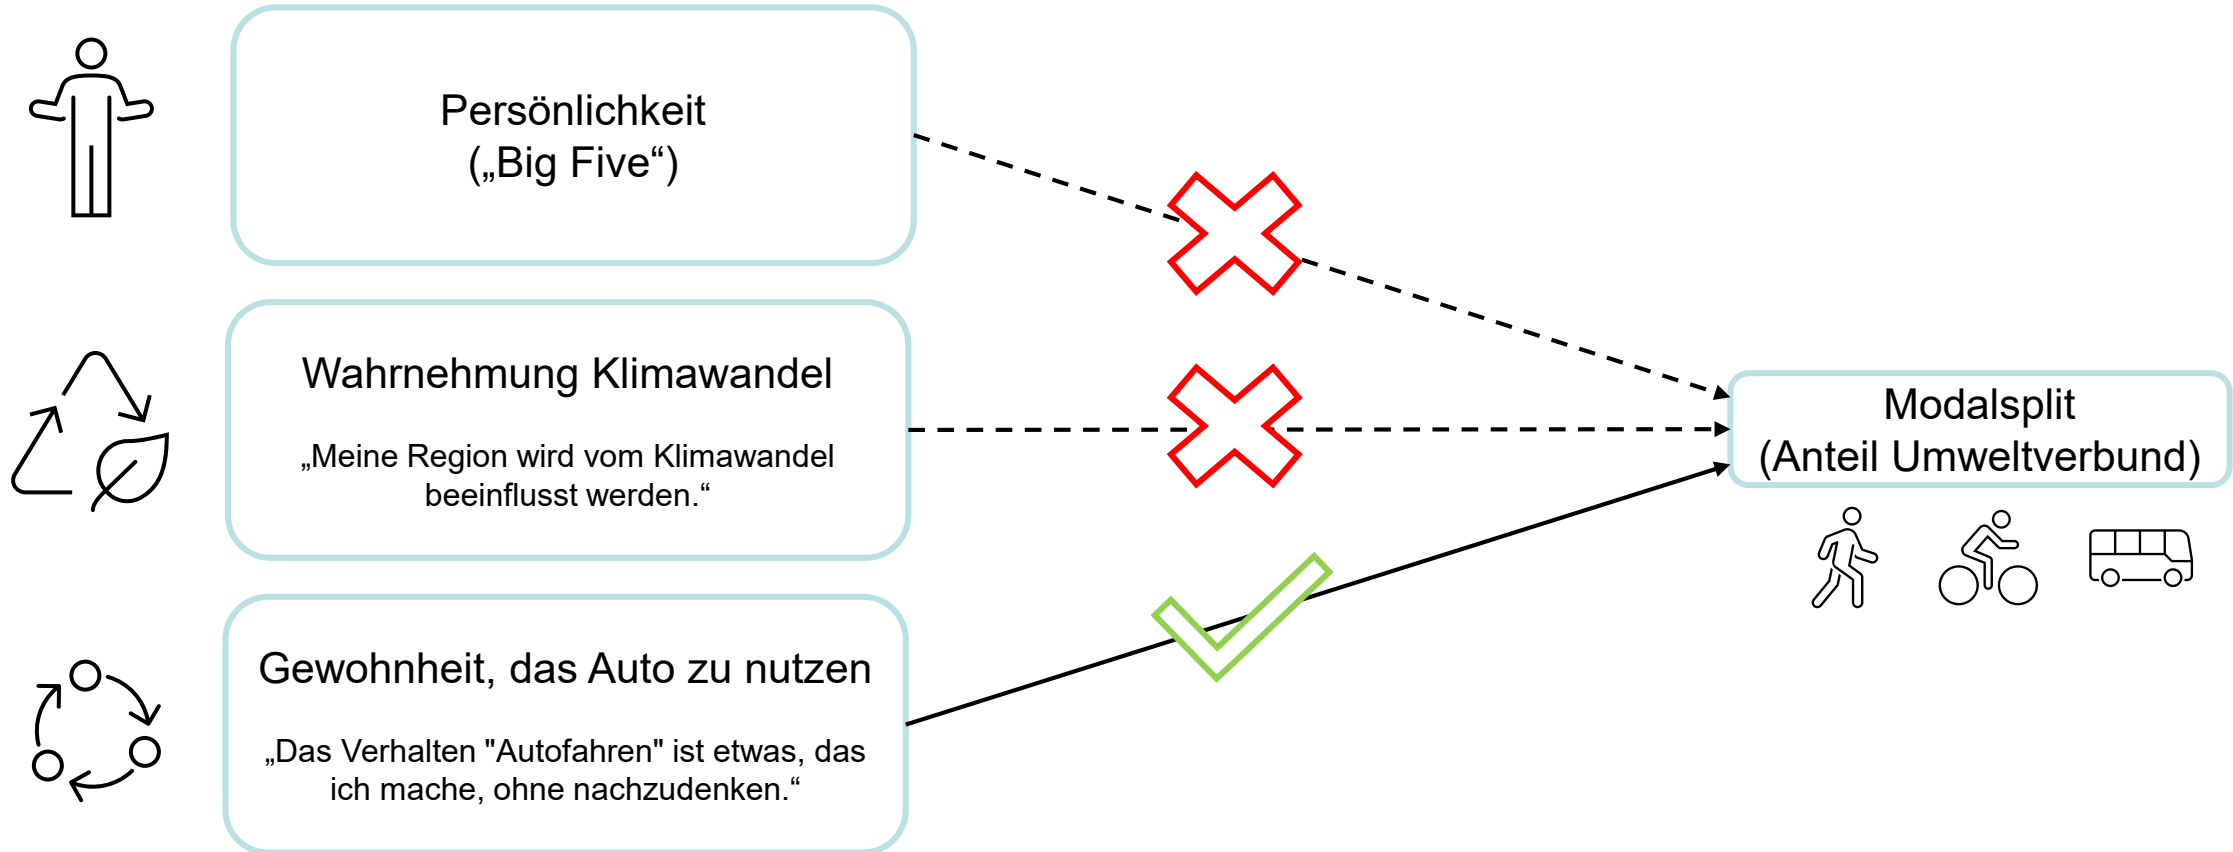 Persönlichkeit
(„Big Five“)
Wahrnehmung Klimawandel
„Meine Region wird vom Klimawandel
beeinflusst werden.“
Gewohnheit, das Auto zu nutzen
„Das Verhalten "Autofahren" ist etwas, das
ich mache, ohne nachzudenken.“
Modalsplit
(Anteil Umweltverbund)